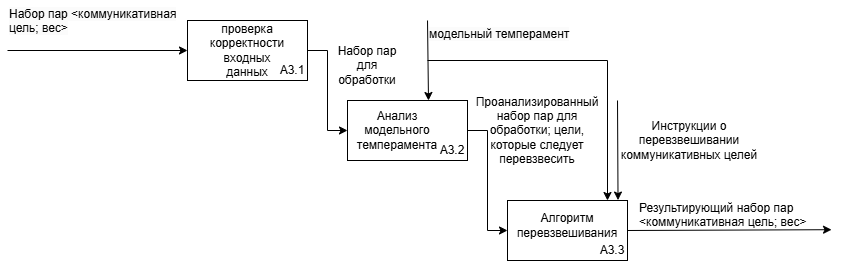 Набор пар <коммуникативная
цель; вес>
проверка
корректности
входных
данных
А3.1
Набор пар
для
обработки
модельный темперамент
Анализ
модельного
темперамента
А3.2
Проанализированный
набор пар для
обработки; цели,
которые следует
перевзвесить
Инструкции о
перевзвешивании
коммуникативных целей
Алгоритм
перевзвешивания
А3.3
Результирующий набор пар
<коммуникативная цель; вес>